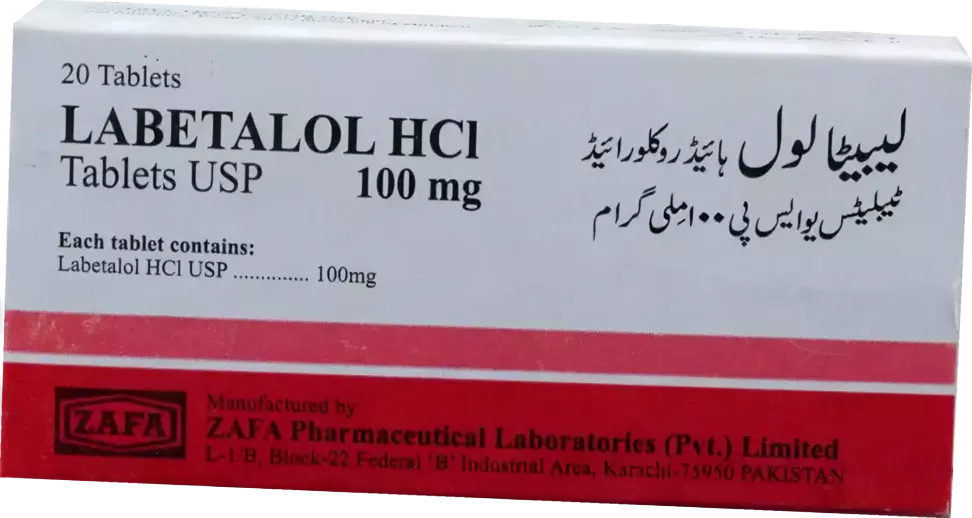 20 Tablets
LABETALOL HCl
Tablets USP 100 mg
Each tablet contains:
Labetalol HCl USP .............. 100mg
لیبیٹالول ہائیڈروکلورائیڈ
ٹیبلیٹس یوایس پی ۱۰۰ ملی گرام
ZAFA
Manufactured by
ZAFA Pharmaceutical Laboratories (Pvt.) Limited
L-1/B, Block-22 Federal 'B' Industrial Area, Karachi-75950 PAKISTAN